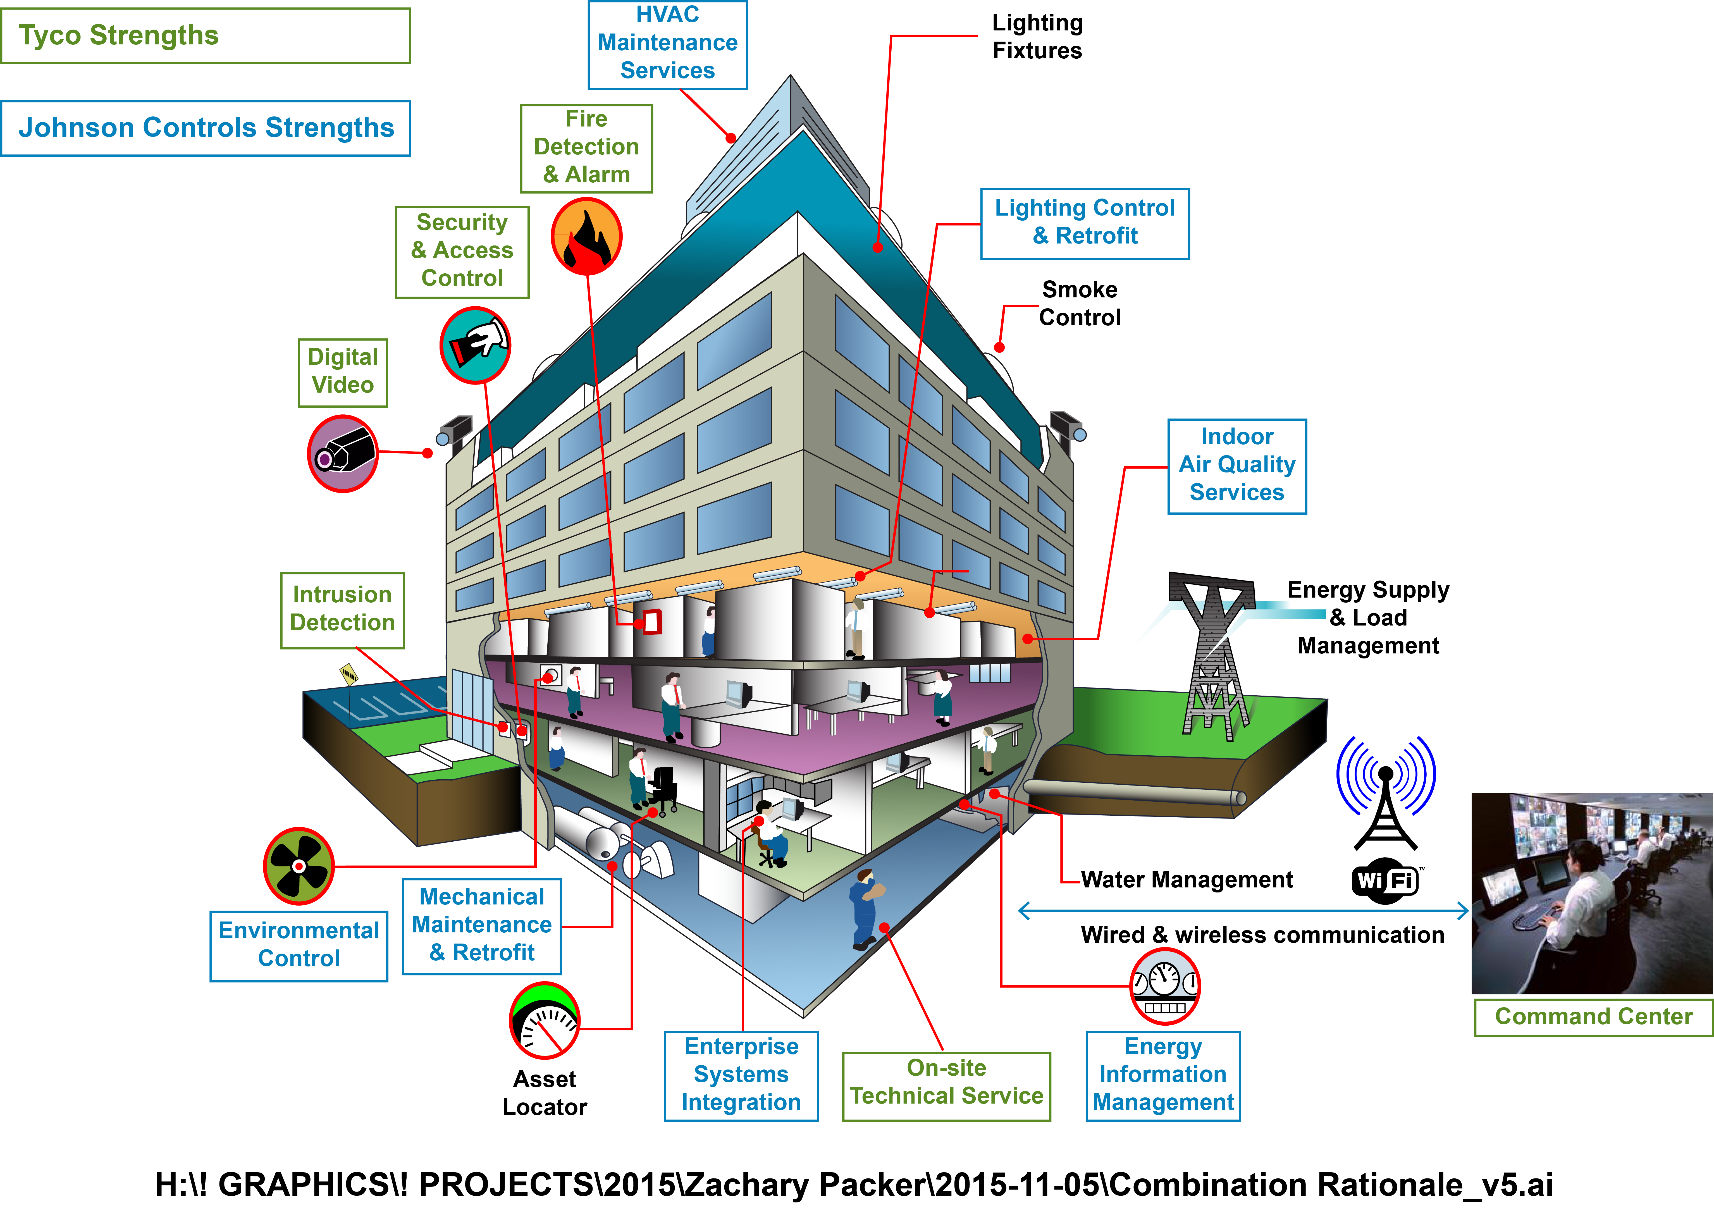 Tyco Strengths
Johnson Controls Strengths
HVAC
Maintenance
Services
Lighting
Fixtures
Fire
Detection
& Alarm
Security
& Access
Control
Lighting Control
& Retrofit
Smoke
Control
Digital
Video
Indoor
Air Quality
Services
Intrusion
Detection
Energy Supply
& Load
Management
Wi Fi™
Water Management
Wired & wireless communication
Environmental
Control
Mechanical
Maintenance
& Retrofit
Asset
Locator
Enterprise
Systems
Integration
On-site
Technical Service
Energy
Information
Management
Command Center
H:\! GRAPHICS\! PROJECTS\2015\Zachary Packer\2015-11-05\Combination Rationale_v5.ai